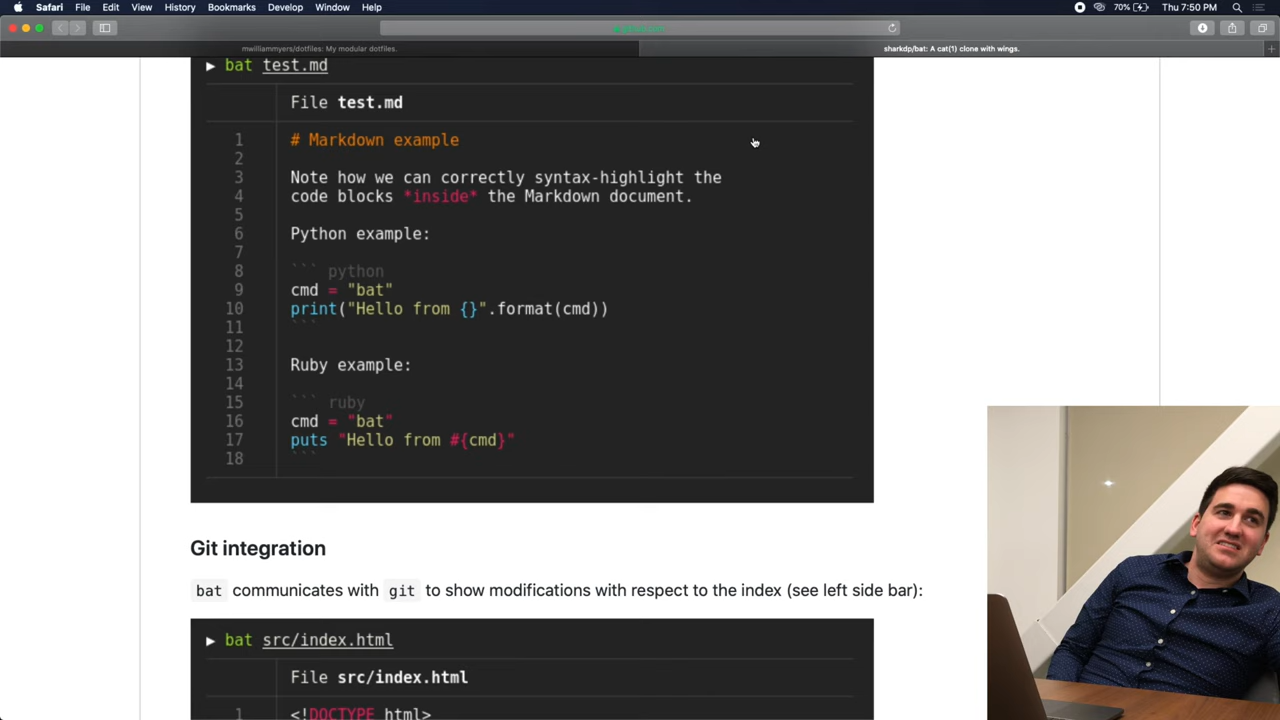 Safari File Edit View History Bookmarks Develop Window Help 70% Thu 7:50 PM
mwilliammyers/dotfiles: My modular dotfiles. sharkdp/bat: A cat(1) clone with wings.
▶ bat test.md
File test.md
1 # Markdown example
2
3 Note how we can correctly syntax-highlight the
4 code blocks *inside* the Markdown document.
5
6 Python example:
7
8 ``` python
9 cmd = "bat"
10 print("Hello from {}".format(cmd))
11 ```
12
13 Ruby example:
14
15 ``` ruby
16 cmd = "bat"
17 puts "Hello from #{cmd}"
18 ```
Git integration
bat communicates with git to show modifications with respect to the index (see left side bar):
▶ bat src/index.html
File src/index.html
1 <!DOCTYPE html>